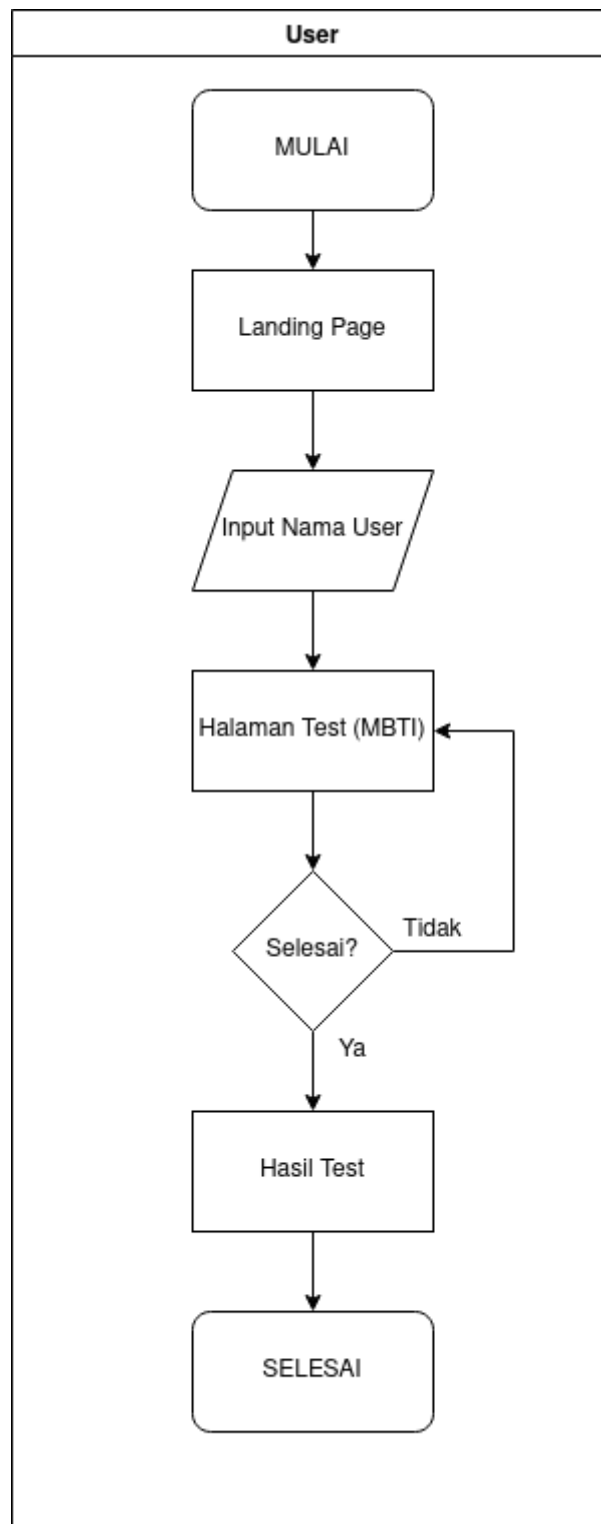 User
MULAI
Landing Page
Input Nama User
Halaman Test (MBTI)
Selesai?
Tidak
Ya
Hasil Test
SELESAI